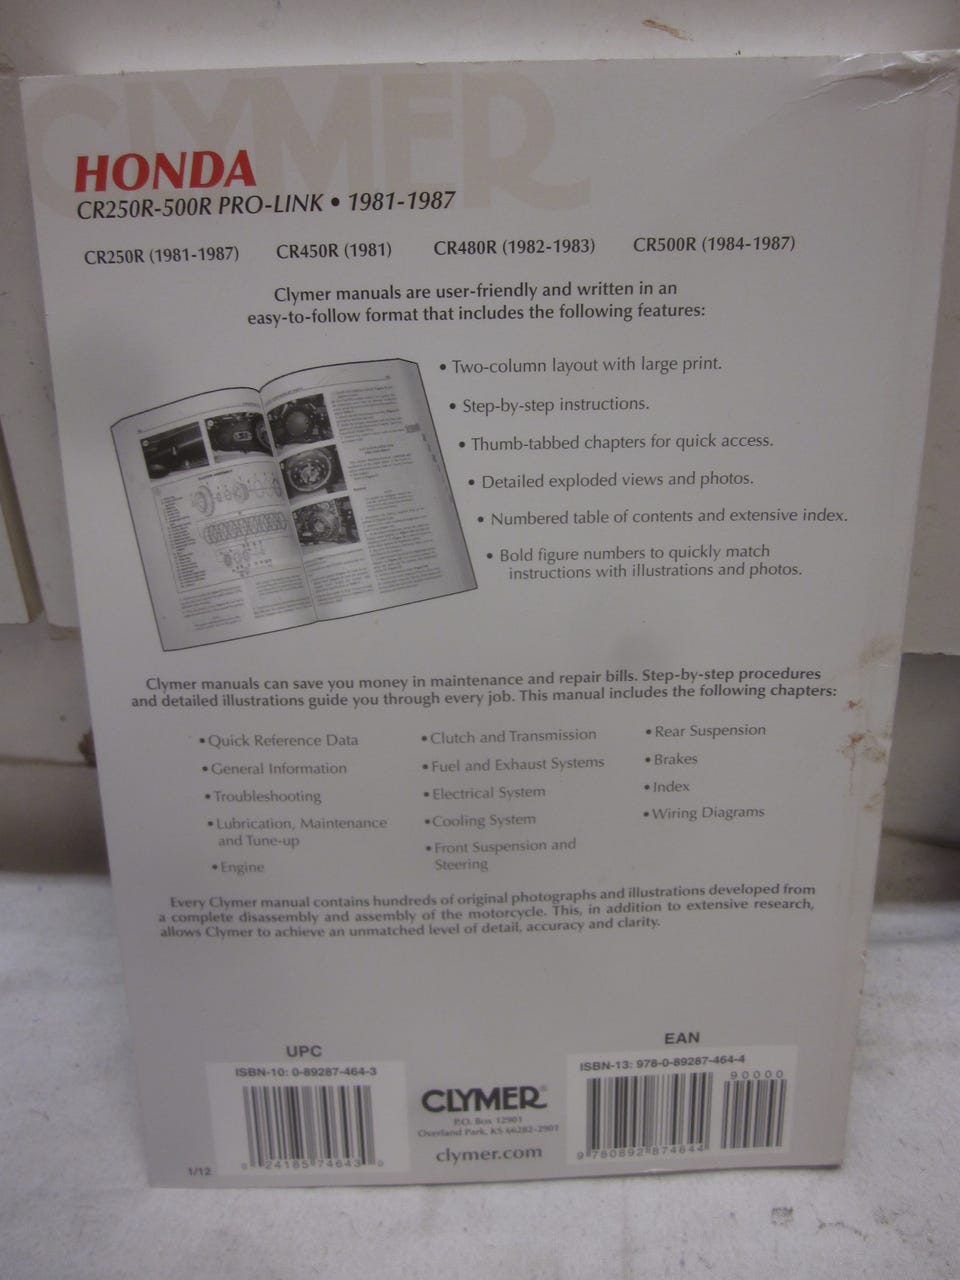 CLYMER
HONDA
CR250R-500R PRO-LINK • 1981-1987
CR250R (1981-1987) CR450R (1981) CR480R (1982-1983) CR500R (1984-1987)
Clymer manuals are user-friendly and written in an
easy-to-follow format that includes the following features:
• Two-column layout with large print.
• Step-by-step instructions.
• Thumb-tabbed chapters for quick access.
• Detailed exploded views and photos.
• Numbered table of contents and extensive index.
• Bold figure numbers to quickly match
instructions with illustrations and photos.
Clymer manuals can save you money in maintenance and repair bills. Step-by-step procedures
and detailed illustrations guide you through every job. This manual includes the following chapters:
• Quick Reference Data
• General Information
• Troubleshooting
• Lubrication, Maintenance
and Tune-up
• Engine
• Clutch and Transmission
• Fuel and Exhaust Systems
• Electrical System
• Cooling System
• Front Suspension and
Steering
• Rear Suspension
• Brakes
• Index
• Wiring Diagrams
Every Clymer manual contains hundreds of original photographs and illustrations developed from
a complete disassembly and assembly of the motorcycle. This, in addition to extensive research,
allows Clymer to achieve an unmatched level of detail, accuracy and clarity.
UPC
ISBN-10: 0-89287-464-3
0 24185 74643 0
1/12
CLYMER®
P.O. Box 12901
Overland Park, KS 66282-2901
clymer.com
EAN
ISBN-13: 978-0-89287-464-4
90000
9 780892 874644